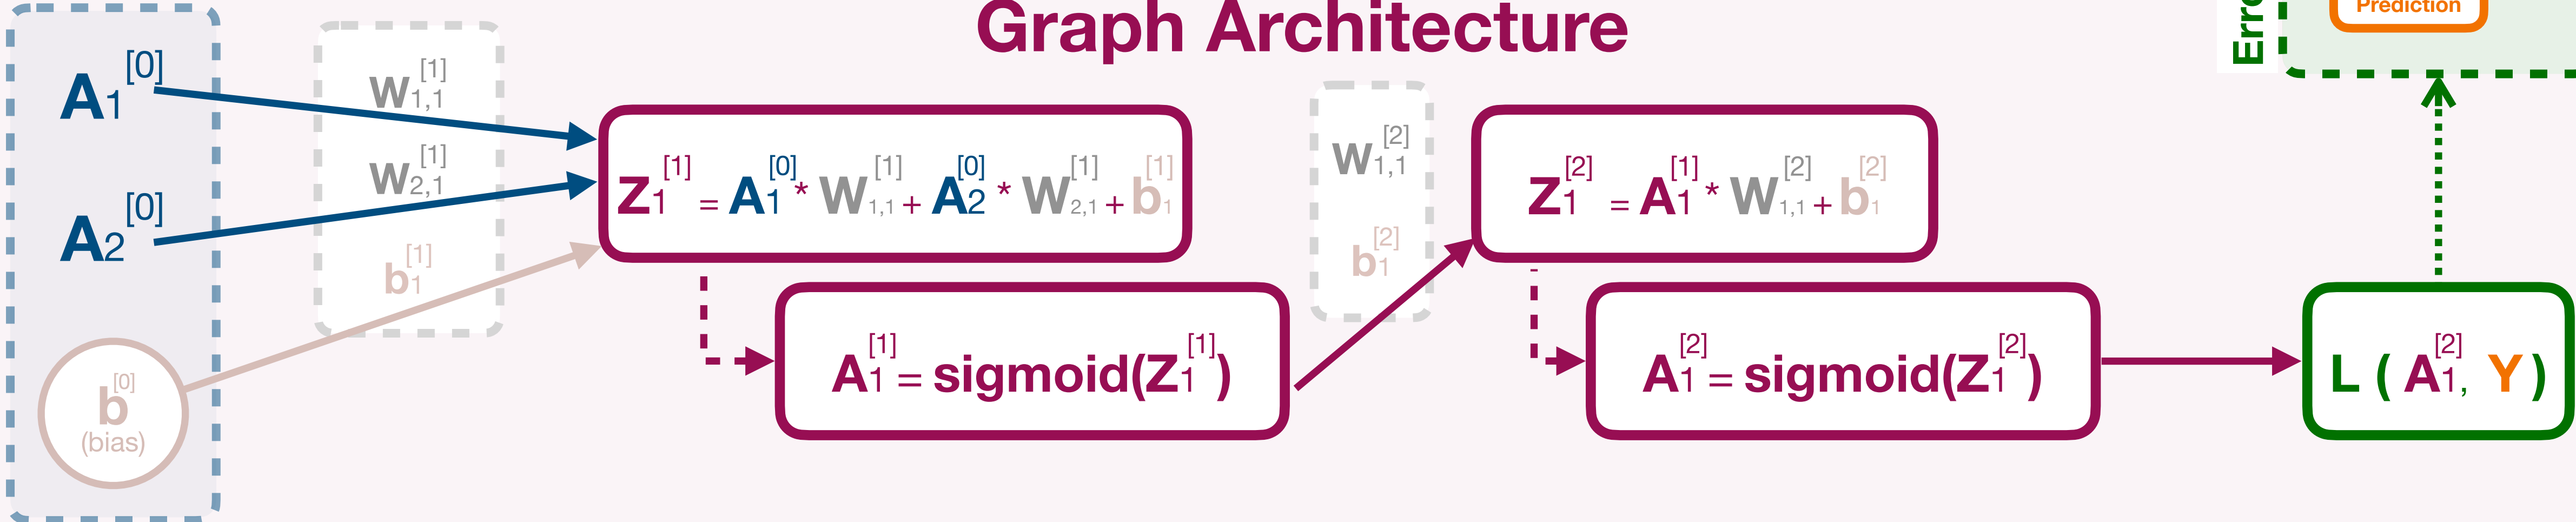 Graph Architecture
Erro
Prediction
A1[0]
A2[0]
b[0]
(bias)
W1,1[1]
W2,1[1]
b1[1]
Z1[1] = A1[0] * W1,1[1] + A2[0] * W2,1[1] + b1[1]
A1[1] = sigmoid(Z1[1])
W1,1[2]
b1[2]
Z1[2] = A1[1] * W1,1[2] + b1[2]
A1[2] = sigmoid(Z1[2])
L ( A1[2], Y )